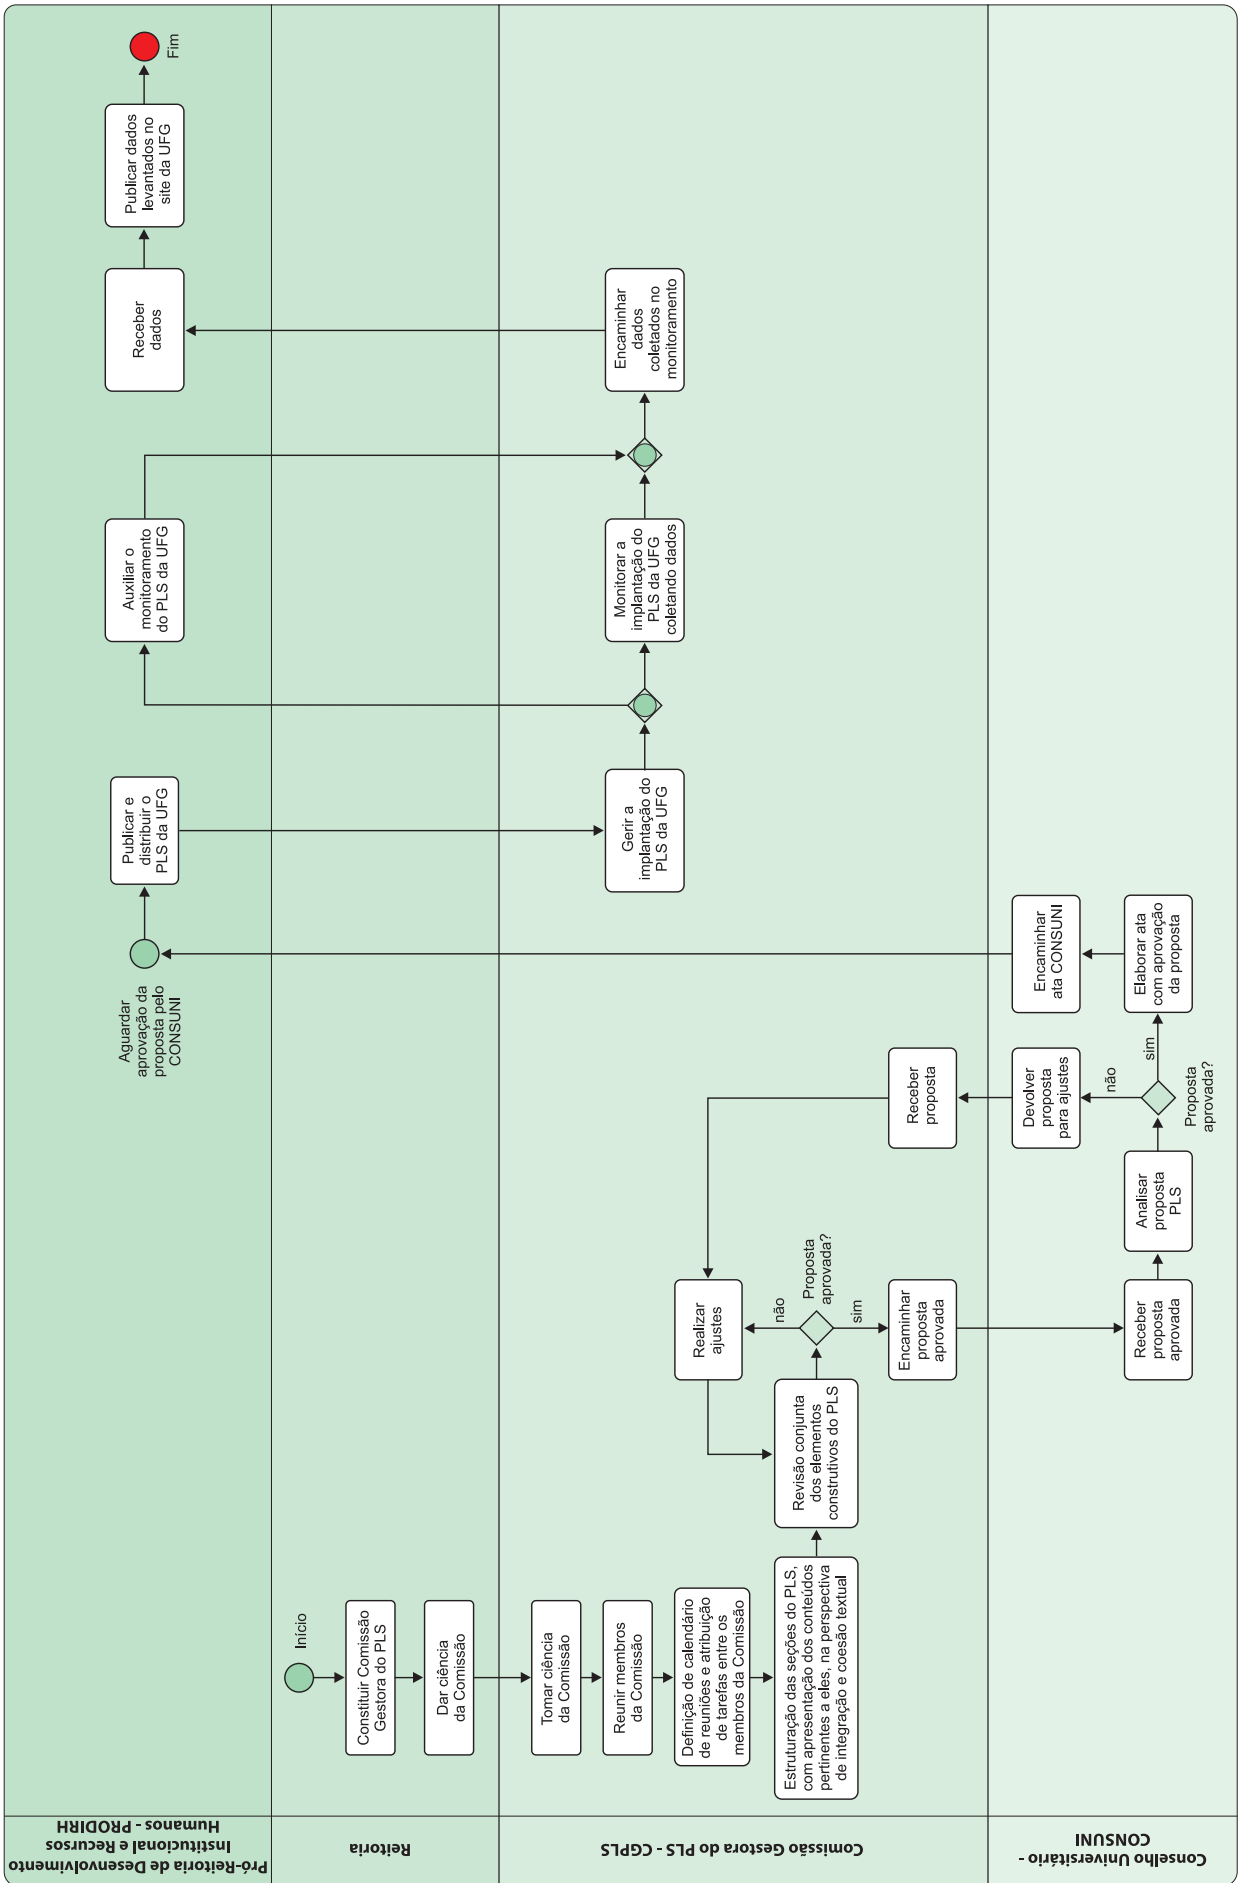 Pró-Reitoria de Desenvolvimento
Institucional e Recursos
Humanos - PRODIRH
Aguardar
aprovação da
proposta pelo
CONSUNI
Publicar e
distribuir o
PLS da UFG
Auxiliar o
monitoramento
do PLS da UFG
Receber
dados
Publicar dados
levantados no
site da UFG
Fim
Reitoria
Início
Constituir Comissão
Gestora do PLS
Dar ciência
da Comissão
Comissão Gestora do PLS - CGPLS
Tomar ciência
da Comissão
Reunir membros
da Comissão
Definição de calendário
de reuniões e atribuição
de tarefas entre os
membros da Comissão
Estruturação das seções do PLS,
com apresentação dos conteúdos
pertinentes a eles, na perspectiva
de integração e coesão textual
Revisão conjunta
dos elementos
construtivos do PLS
Realizar
ajustes
não
Proposta
aprovada?
sim
Encaminhar
proposta
aprovada
Receber
proposta
Gerir a
implantação do
PLS da UFG
Monitorar a
implantação do
PLS da UFG
coletando dados
Encaminhar
dados
coletados no
monitoramento
Conselho Universitário -
CONSUNI
Receber
proposta
aprovada
Analisar
proposta
PLS
Proposta
aprovada?
não
sim
Devolver
proposta
para ajustes
Elaborar ata
com aprovação
da proposta
Encaminhar
ata CONSUNI